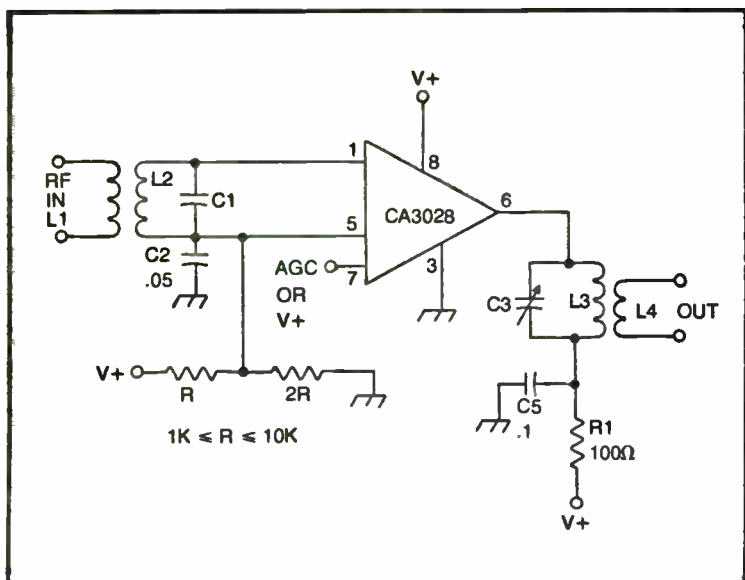 V+
1
8
RF
IN
L1
L2
C1
CA3028
6
C2
.05
5
AGC
OR
V+
7
3
C3
L3
L4
OUT
V+
R
2R
C5
.1
R1
100Ω
1K ≤ R ≤ 10K
V+